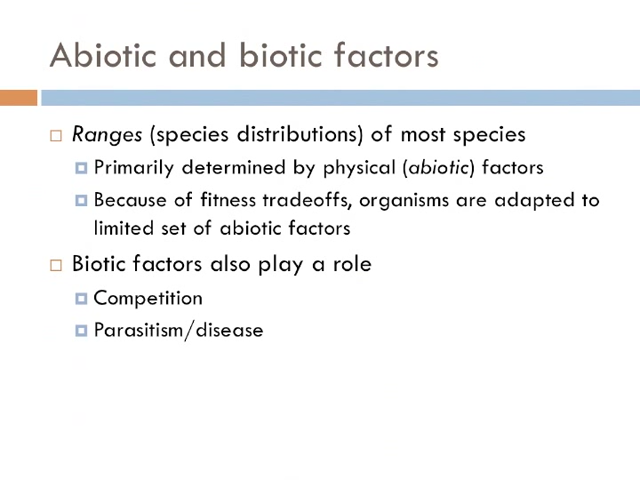 Abiotic and biotic factors
Ranges (species distributions) of most species
Primarily determined by physical (abiotic) factors
Because of fitness tradeoffs, organisms are adapted to
limited set of abiotic factors
Biotic factors also play a role
Competition
Parasitism/disease